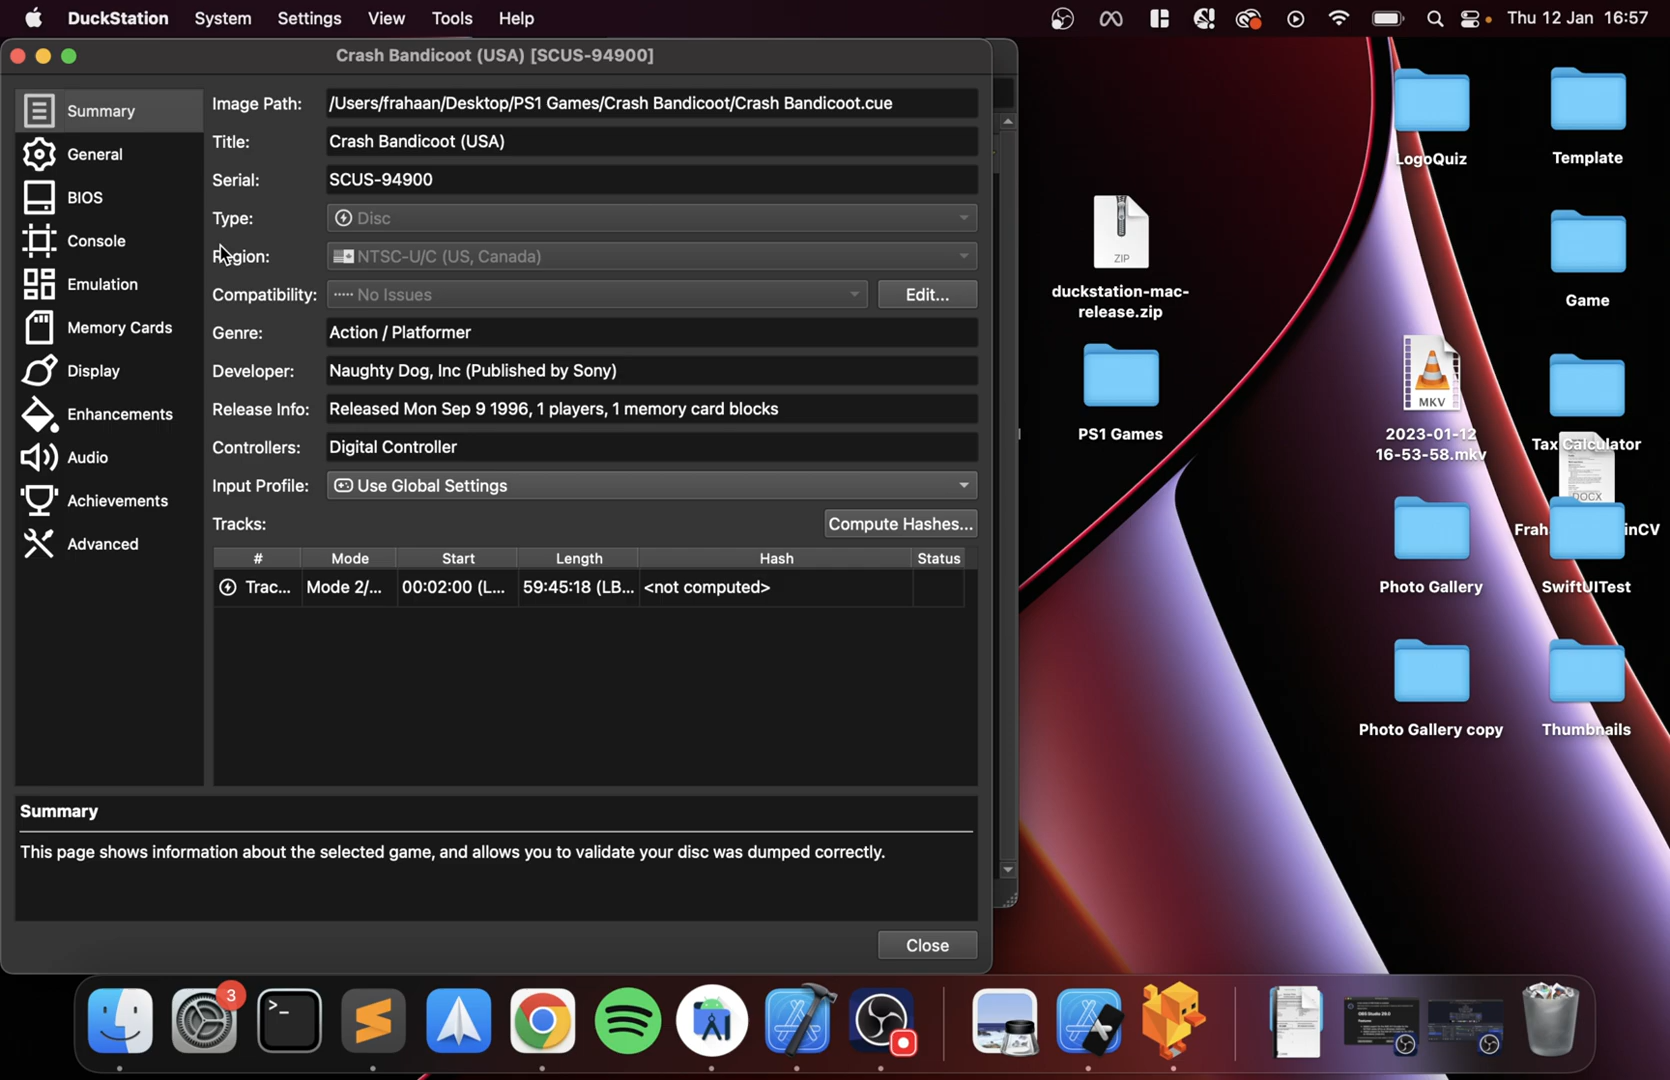 DuckStation System Settings View Tools Help
Thu 12 Jan 16:57
Crash Bandicoot (USA) [SCUS-94900]
Summary
General
BIOS
Console
Emulation
Memory Cards
Display
Enhancements
Audio
Achievements
Advanced
Image Path: /Users/frahaan/Desktop/PS1 Games/Crash Bandicoot/Crash Bandicoot.cue
Title: Crash Bandicoot (USA)
Serial: SCUS-94900
Type: Disc
Region: NTSC-U/C (US, Canada)
Compatibility: No Issues Edit...
Genre: Action / Platformer
Developer: Naughty Dog, Inc (Published by Sony)
Release Info: Released Mon Sep 9 1996, 1 players, 1 memory card blocks
Controllers: Digital Controller
Input Profile: Use Global Settings
Tracks: Compute Hashes...
# Mode Start Length Hash Status
Trac... Mode 2/... 00:02:00 (L... 59:45:18 (LB... <not computed>
Summary
This page shows information about the selected game, and allows you to validate your disc was dumped correctly.
Close
ZIP
duckstation-mac-
release.zip
PS1 Games
LogoQuiz
Template
Game
MKV
2023-01-12
16-53-58.mkv
Tax Calculator
DOCX
Frah
inCV
Photo Gallery
SwiftUITest
Photo Gallery copy
Thumbnails
3